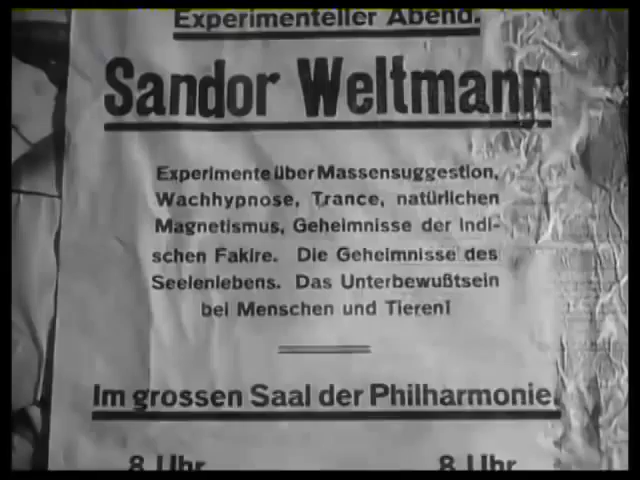 Experimenteller Abend.
Sandor Weltmann
Experimente über Massensuggestion,
Wachhypnose, Trance, natürlichen
Magnetismus, Geheimnisse der Indi-
schen Fakire. Die Geheimnisse des
Seelenlebens. Das Unterbewußtsein
bei Menschen und Tieren!
Im grossen Saal der Philharmonie.
8 Uhr 8 Uhr